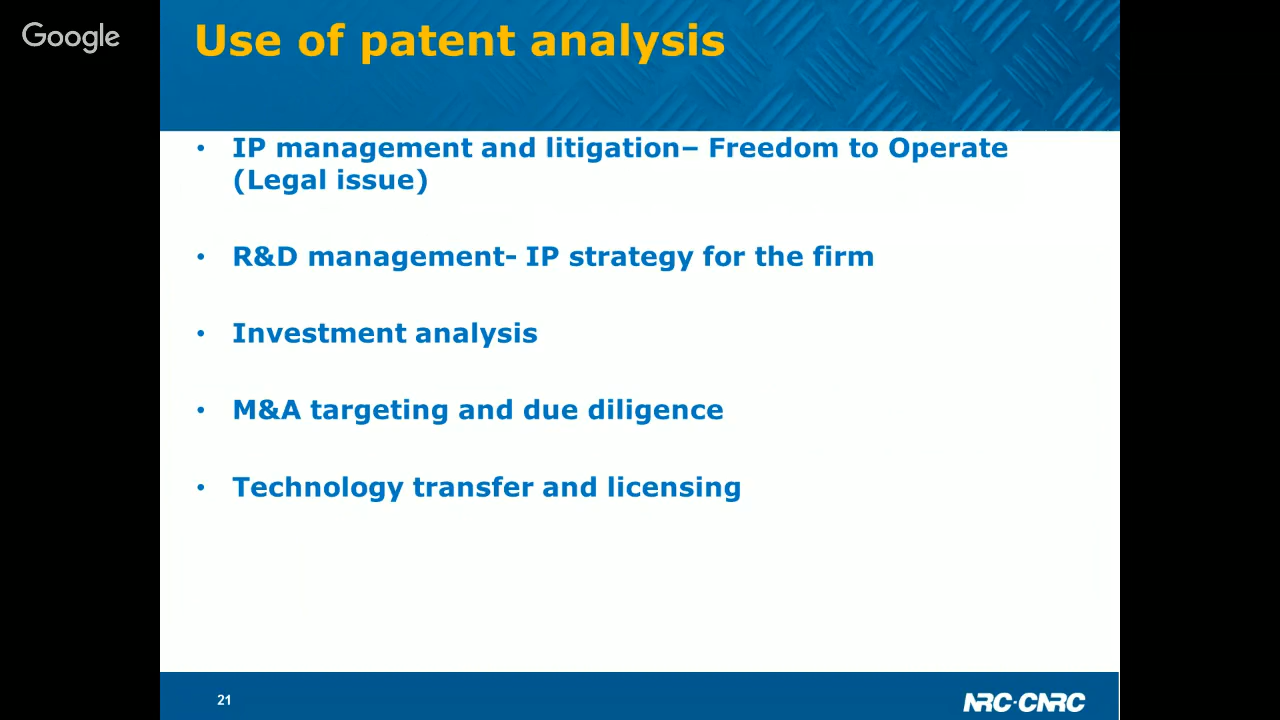 Google
Use of patent analysis
• IP management and litigation– Freedom to Operate
(Legal issue)
• R&D management- IP strategy for the firm
• Investment analysis
• M&A targeting and due diligence
• Technology transfer and licensing
21
NRC·CNRC